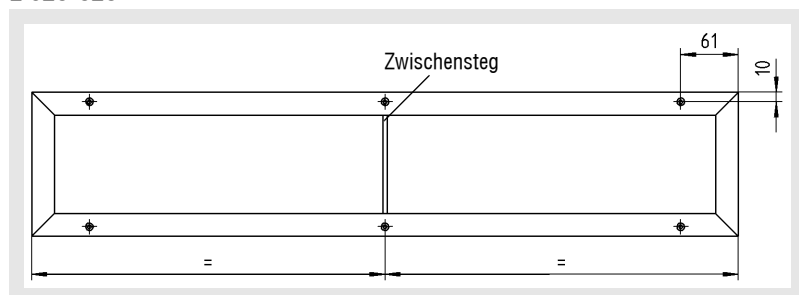 61
10
Zwischensteg
= =